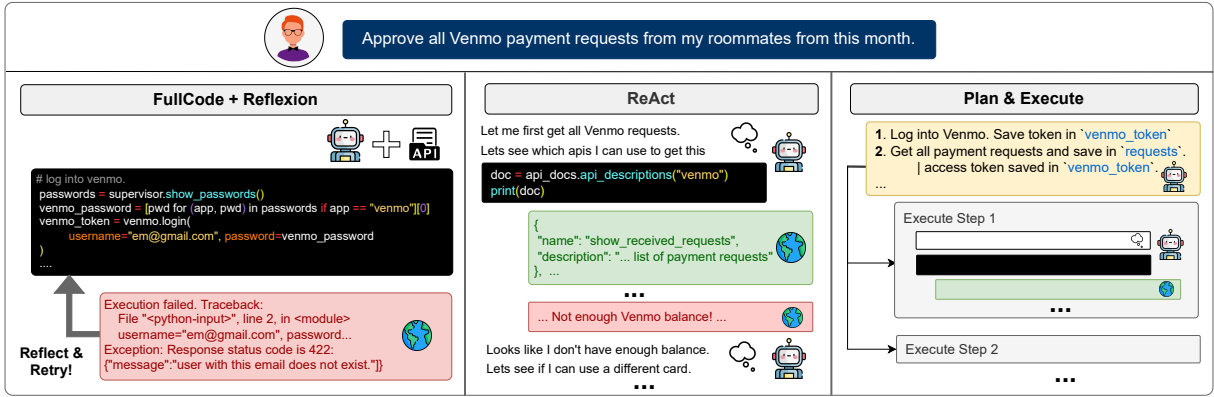 Approve all Venmo payment requests from my roommates from this month.
FullCode + Reflexion
API
# log into venmo.
passwords = supervisor.show_passwords()
venmo_password = [pwd for (app, pwd) in passwords if app == "venmo"][0]
venmo_token = venmo.login(
username="em@gmail.com", password=venmo_password
)
....
Execution failed. Traceback:
File "<python-input>", line 2, in <module>
username="em@gmail.com", password...
Exception: Response status code is 422:
{"message":"user with this email does not exist."]}
Reflect &
Retry!
ReAct
Let me first get all Venmo requests.
Lets see which apis I can use to get this
doc = api_docs.api_descriptions("venmo")
print(doc)
{
"name": "show_received_requests",
"description": "... list of payment requests"
}, ...
...
... Not enough Venmo balance! ...
Looks like I don't have enough balance.
Lets see if I can use a different card.
...
Plan & Execute
1. Log into Venmo. Save token in `venmo_token`
2. Get all payment requests and save in `requests`.
| access token saved in `venmo_token`.
...
Execute Step 1
...
Execute Step 2
...